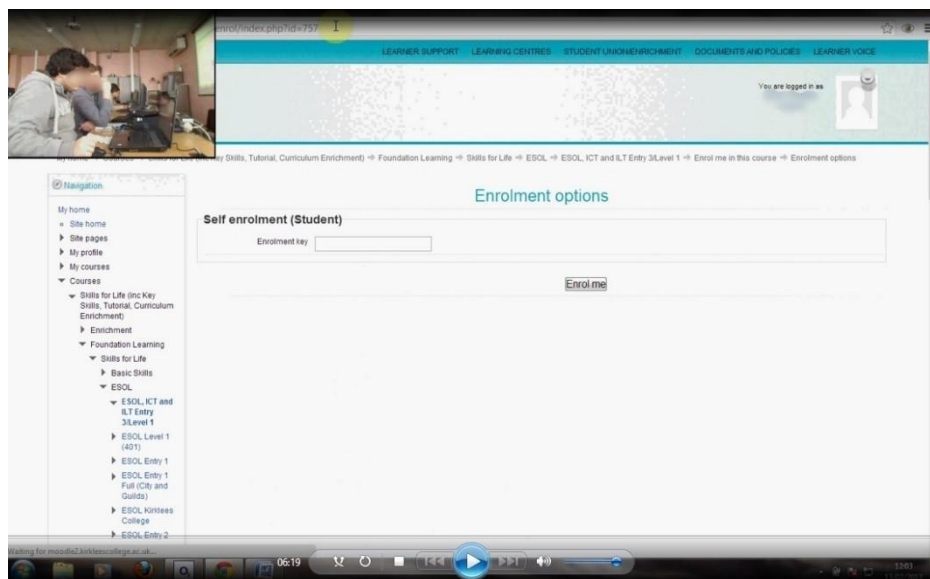 enrol/index.php?id=757
LEARNER SUPPORT LEARNING CENTRES STUDENT UNION/ENRICHMENT DOCUMENTS AND POLICIES LEARNER VOICE
You are logged in as
Key Skills, Tutorial, Curriculum Enrichment) Foundation Learning Skills for Life ESOL ESOL, ICT and ILT Entry 3/Level 1 Enrol me in this course Enrolment options
Navigation
My home
Site home
Site pages
My profile
My courses
Courses
Skills for Life (inc Key
Skills, Tutorial, Curriculum
Enrichment)
Enrichment
Foundation Learning
Skills for Life
Basic Skills
ESOL
ESOL, ICT and
ILT Entry
3/Level 1
ESOL Level 1
(401)
ESOL Entry 1
ESOL Entry 1
Full (City and
Guilds)
ESOL Kirklees
College
ESOL Entry 2
Enrolment options
Self enrolment (Student)
Enrolment key
Enrol me
Waiting for moodle2.kirkleescollege.ac.uk...
06:19
12:03